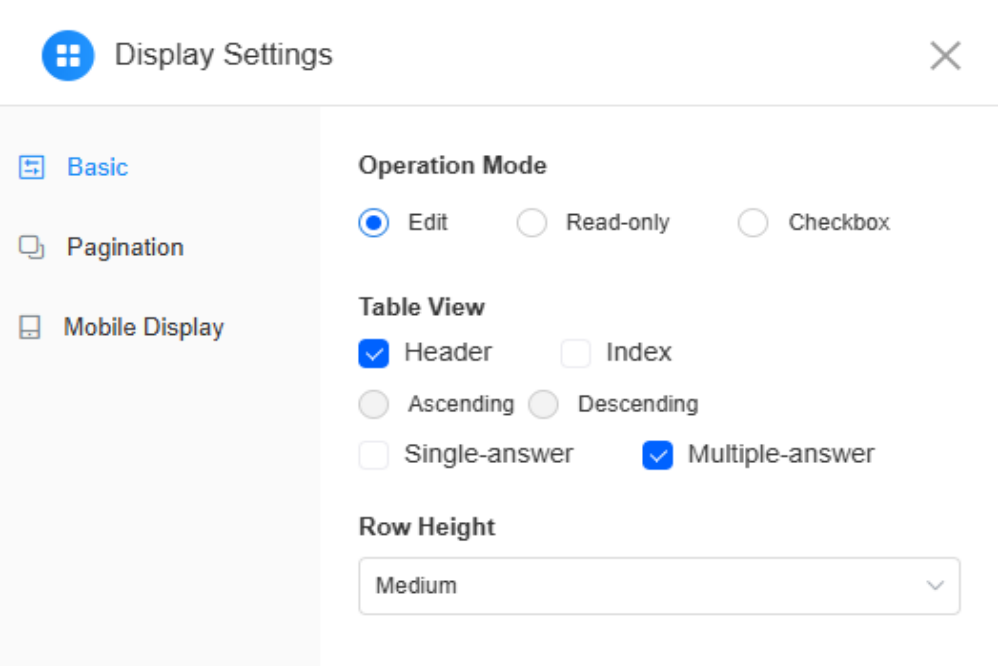 Display Settings
Basic
Pagination
Mobile Display
Operation Mode
Edit Read-only Checkbox
Table View
Header Index
Ascending Descending
Single-answer Multiple-answer
Row Height
Medium